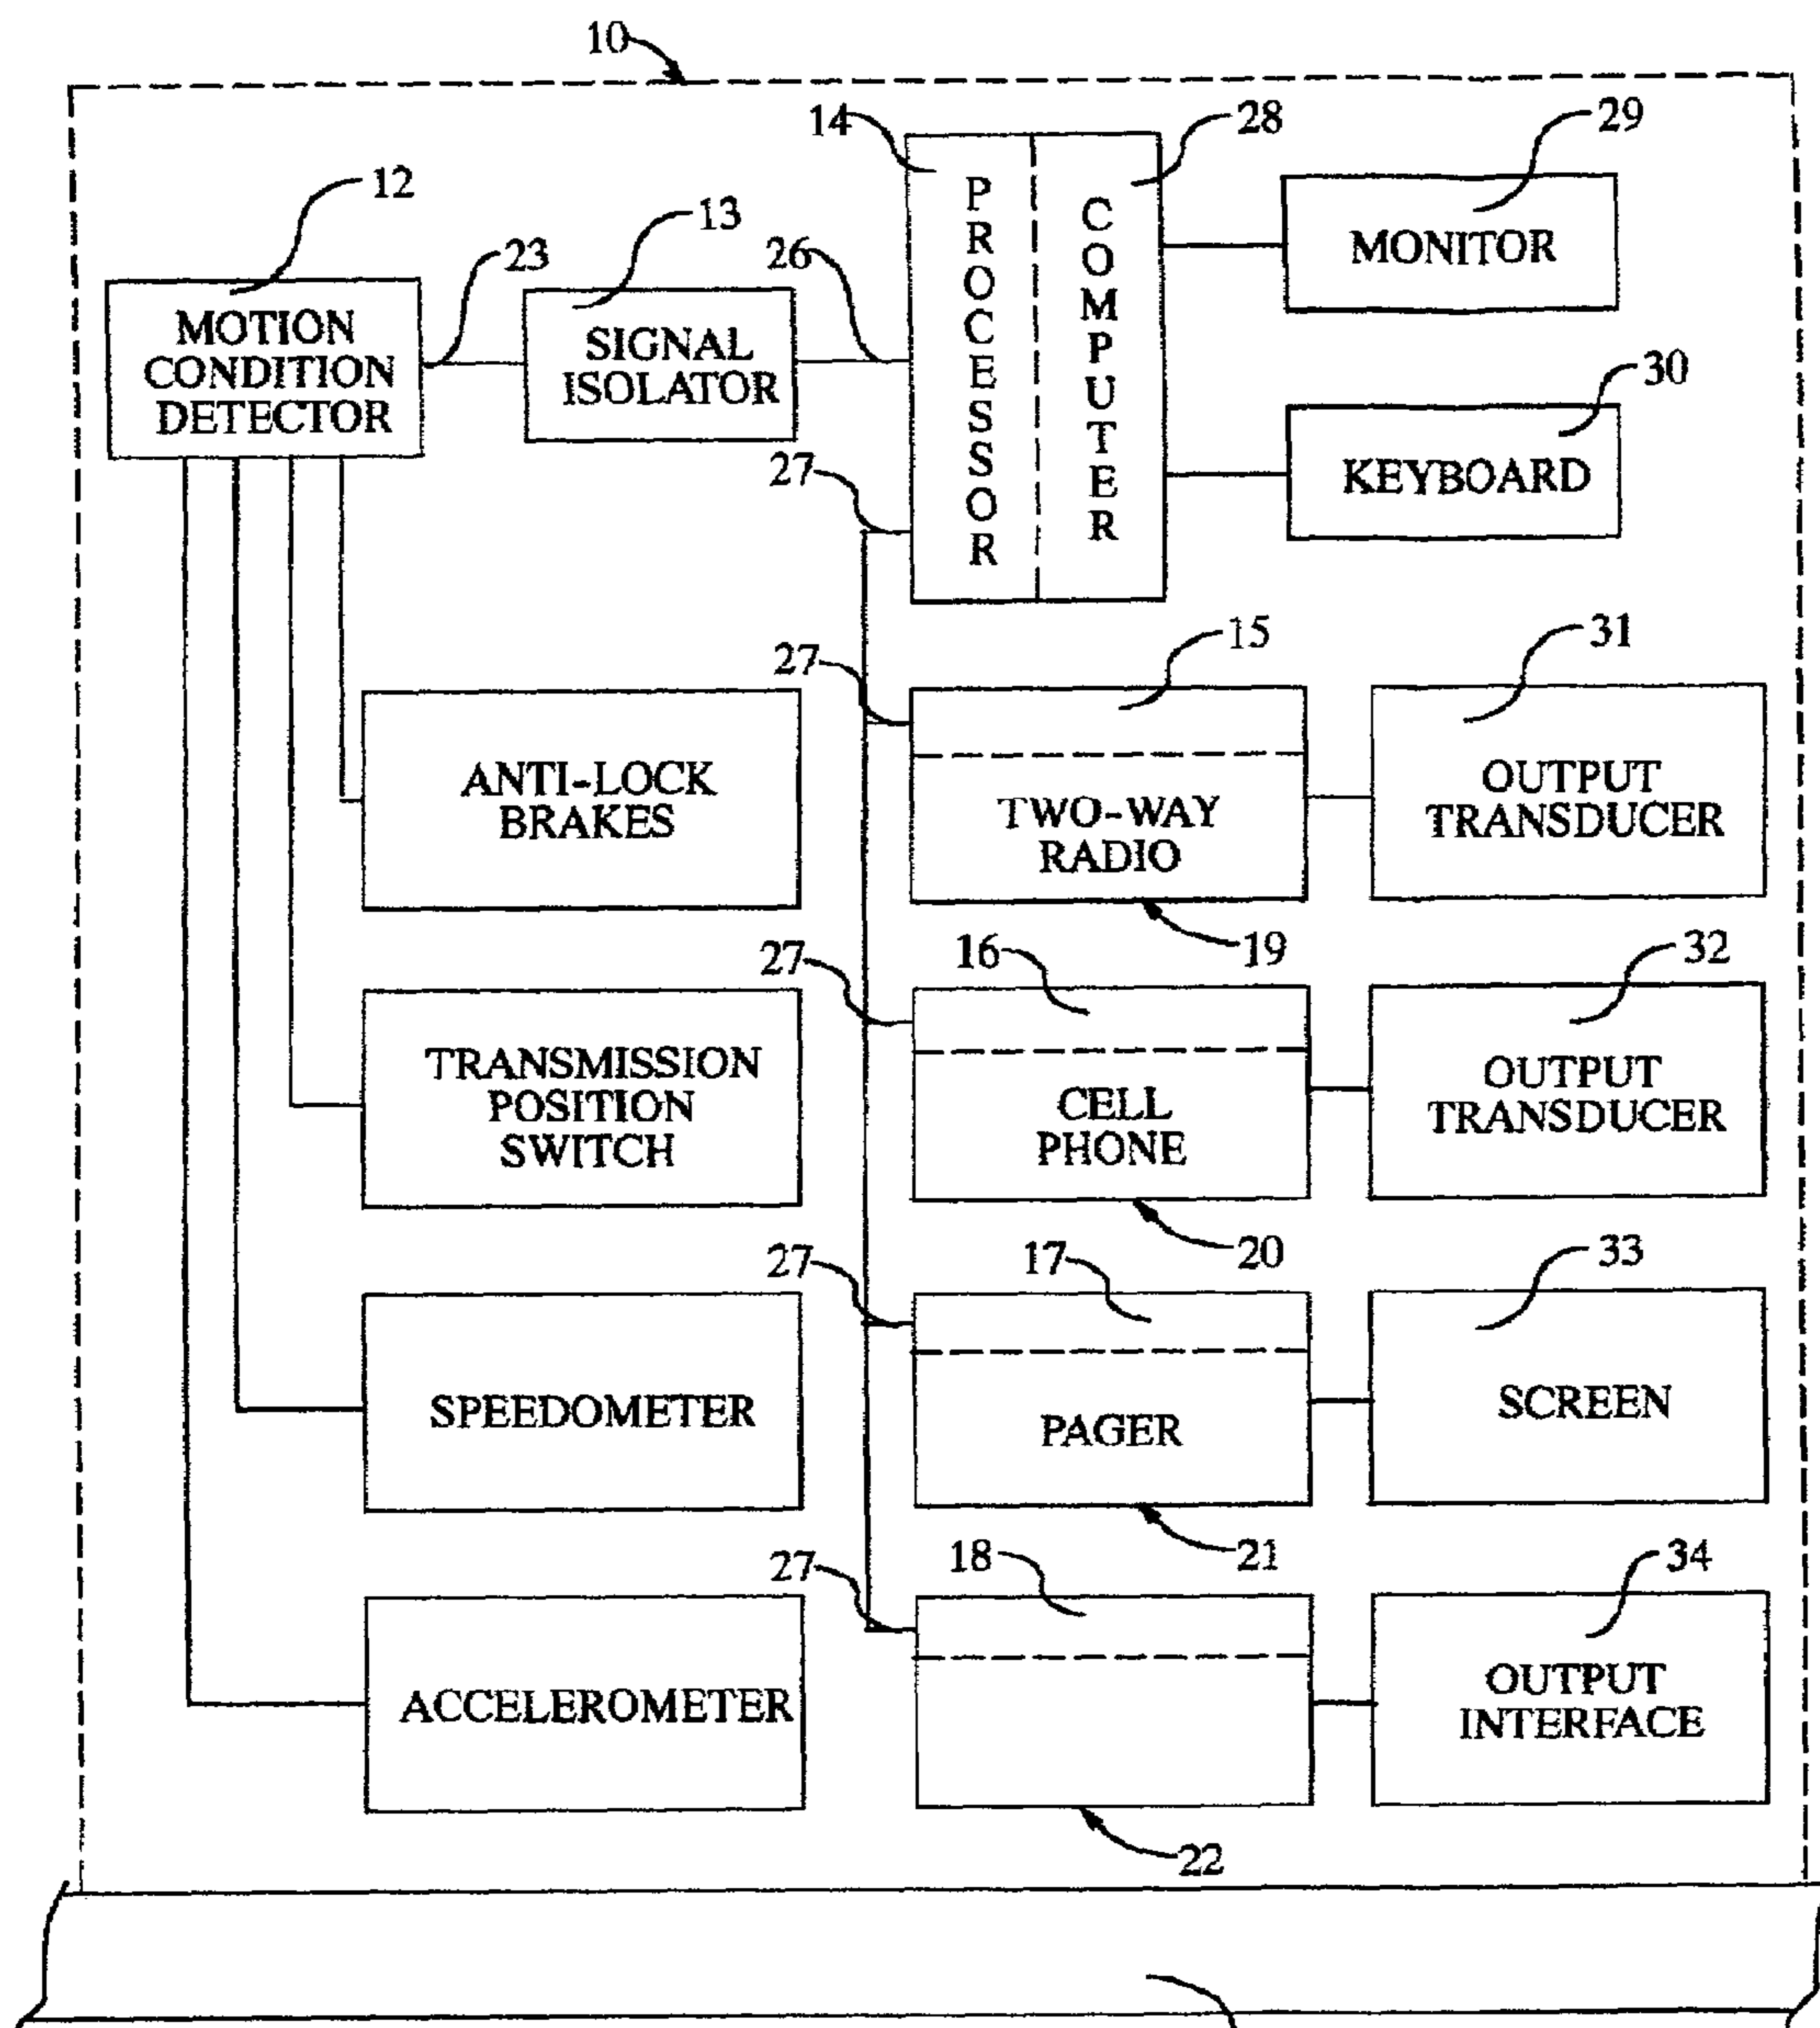 10
14
28
29
12
13
PROCESSOR
COMPUTER
MONITOR
23
26
MOTION
CONDITION
DETECTOR
SIGNAL
ISOLATOR
30
KEYBOARD
27
15
31
27
ANTI-LOCK
BRAKES
TWO-WAY
RADIO
OUTPUT
TRANSDUCER
19
16
32
27
TRANSMISSION
POSITION
SWITCH
CELL
PHONE
OUTPUT
TRANSDUCER
20
17
33
27
SPEEDOMETER
PAGER
SCREEN
21
18
34
27
ACCELEROMETER
OUTPUT
INTERFACE
22